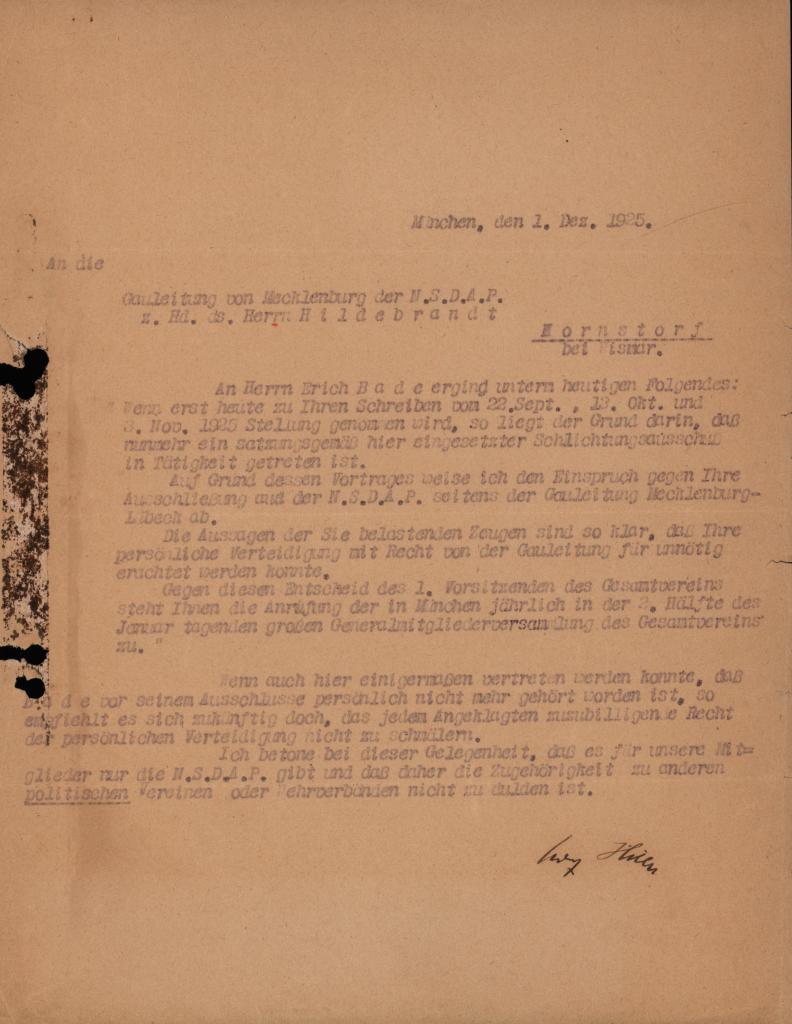 München, den 1. Dez. 1925.
An die
Gauleitung von Mecklenburg der N.S.D.A.P.
z. Hd. ds. Herrn H i l d e b r a n d t
H o r n s t o r f
bei Wismar.
An Herrn Erich B a d e erging unterm heutigen Folgendes:
" Wenn erst heute zu Ihren Schreiben vom 22.Sept. , 13. Okt. und
3. Nov. 1925 Stellung genommen wird, so liegt der Grund darin, daß
nunmehr ein satzungsgemäß hier eingesetzter Schlichtungsausschuß
in Tätigkeit getreten ist.
Auf Grund dessen Vortrages weise ich den Einspruch gegen Ihre
Ausschließung aus der N.S.D.A.P. seitens der Gauleitung Mecklenburg-
Lübeck ab.
Die Aussagen der Sie belastenden Zeugen sind so klar, daß Ihre
persönliche Verteidigung mit Recht von der Gauleitung für unnötig
erachtet werden konnte.
Gegen diesen Entscheid des 1. Vorsitzenden des Gesamtvereins
steht Ihnen die Anrufung der in München jährlich in der 2. Hälfte des
Januar tagenden großen Generalmitgliederversammlung des Gesamtvereins
zu. "
Wenn auch hier einigermaßen vertreten werden konnte, daß
B a d e vor seinem Ausschlusse persönlich nicht mehr gehört worden ist, so
empfiehlt es sich zukünftig doch, das jedem Angeklagten zuzubilligende Recht
der persönlichen Verteidigung nicht zu schmälern.
Ich betone bei dieser Gelegenheit, daß es für unsere Mit=
glieder nur die N.S.D.A.P. gibt und daß daher die Zugehörigkeit zu anderen
politischen Vereinen oder Wehrverbänden nicht zu dulden ist.